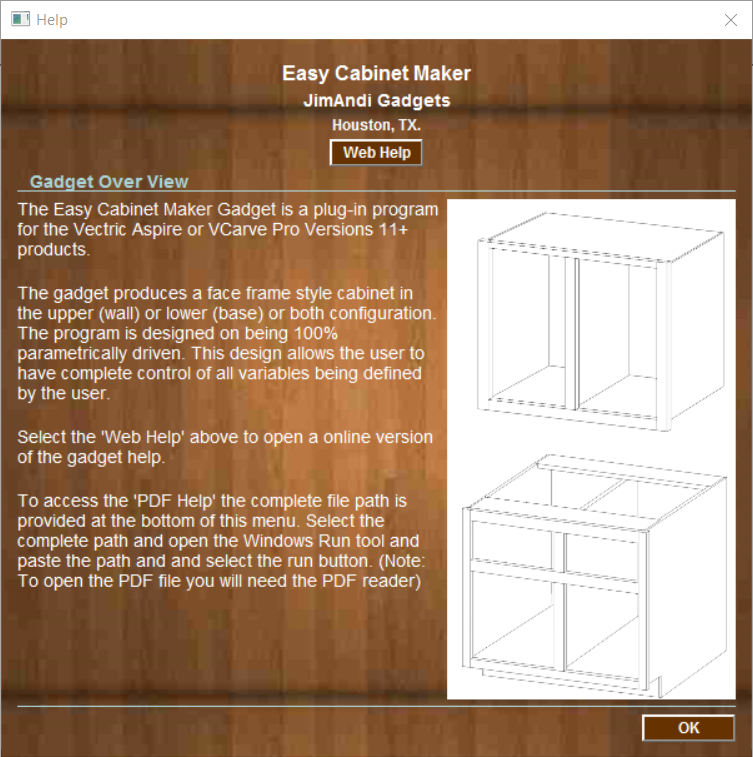 Help
Easy Cabinet Maker
JimAndi Gadgets
Houston, TX.
Web Help
Gadget Over View
The Easy Cabinet Maker Gadget is a plug-in program
for the Vectric Aspire or VCarve Pro Versions 11+
products.
The gadget produces a face frame style cabinet in
the upper (wall) or lower (base) or both configuration.
The program is designed on being 100%
parametrically driven. This design allows the user to
have complete control of all variables being defined
by the user.
Select the 'Web Help' above to open a online version
of the gadget help.
To access the 'PDF Help' the complete file path is
provided at the bottom of this menu. Select the
complete path and open the Windows Run tool and
paste the path and and select the run button. (Note:
To open the PDF file you will need the PDF reader)
OK